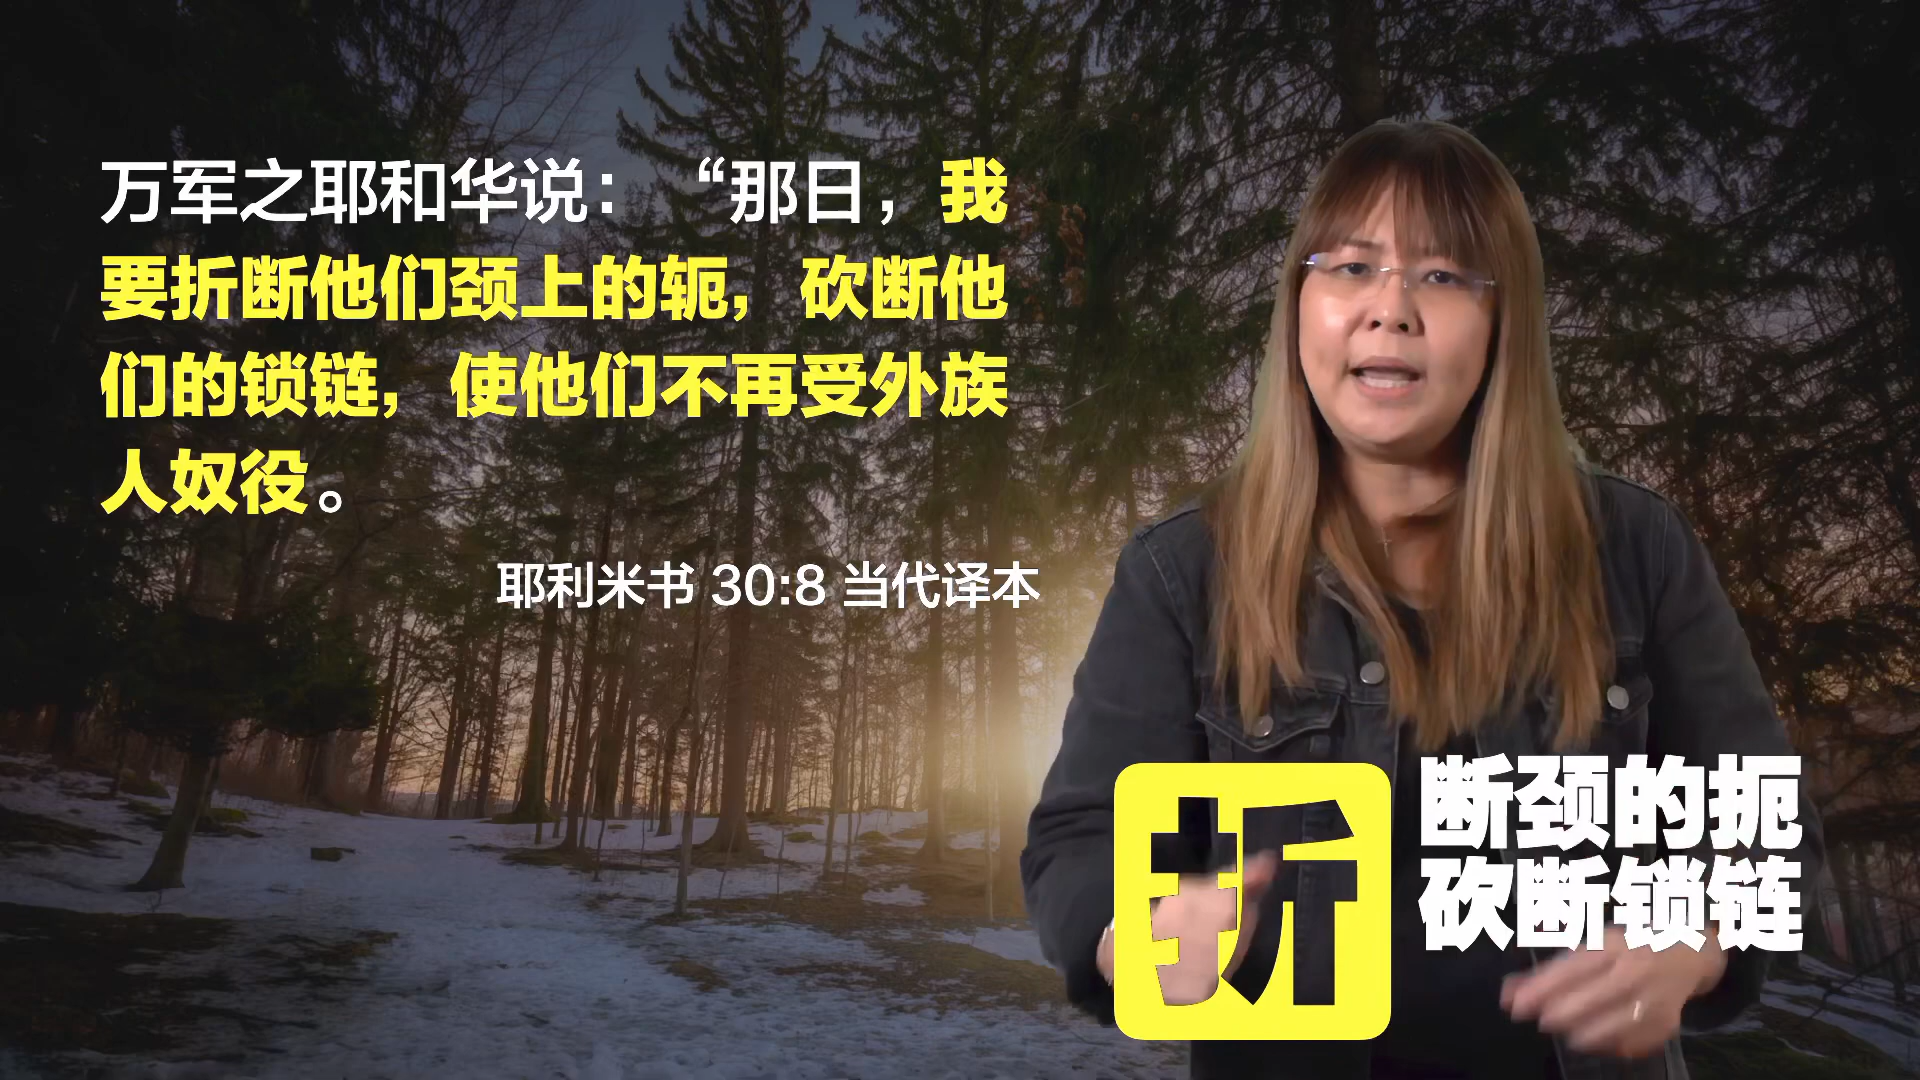 万军之耶和华说：“那日，我
要折断他们颈上的轭，砍断他
们的锁链，使他们不再受外族
人奴役。
耶利米书 30:8 当代译本
折
断颈的扼
砍断锁链